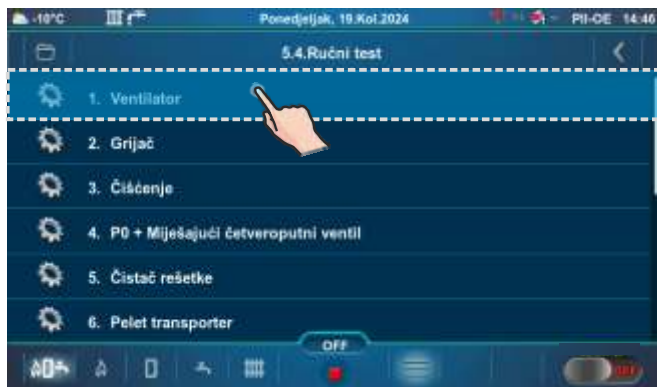 -10°C Ponedjeljak, 19.Kol.2024 PII-OE 14:46
5.4.Ručni test
1. Ventilator
2. Grijač
3. Čišćenje
4. P0 + Miješajući četveroputni ventil
5. Čistač rešetke
6. Pelet transporter
OFF
OFF